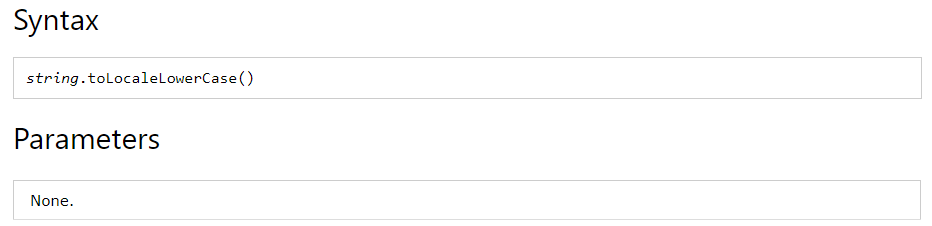 Syntax
string.toLocaleLowerCase()
Parameters
None.